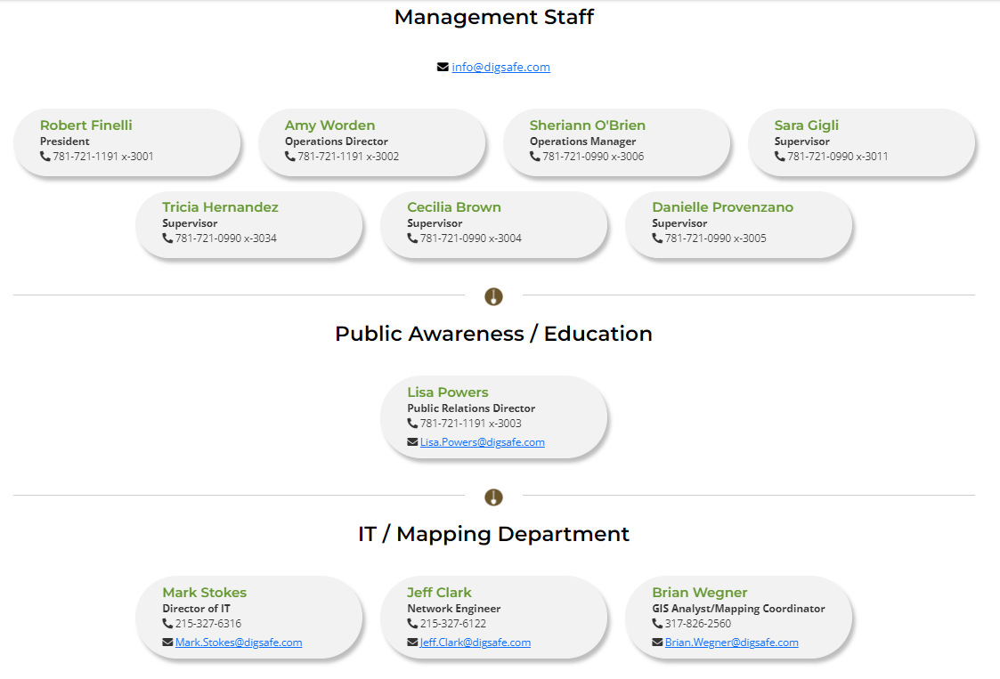 Management Staff
info@digsafe.com
Robert Finelli
President
781-721-1191 x-3001
Amy Worden
Operations Director
781-721-1191 x-3002
Sheriann O'Brien
Operations Manager
781-721-0990 x-3006
Sara Gigli
Supervisor
781-721-0990 x-3011
Tricia Hernandez
Supervisor
781-721-0990 x-3034
Cecilia Brown
Supervisor
781-721-0990 x-3004
Danielle Provenzano
Supervisor
781-721-0990 x-3005
Public Awareness / Education
Lisa Powers
Public Relations Director
781-721-1191 x-3003
Lisa.Powers@digsafe.com
IT / Mapping Department
Mark Stokes
Director of IT
215-327-6316
Mark.Stokes@digsafe.com
Jeff Clark
Network Engineer
215-327-6122
Jeff.Clark@digsafe.com
Brian Wegner
GIS Analyst/Mapping Coordinator
317-826-2560
Brian.Wegner@digsafe.com